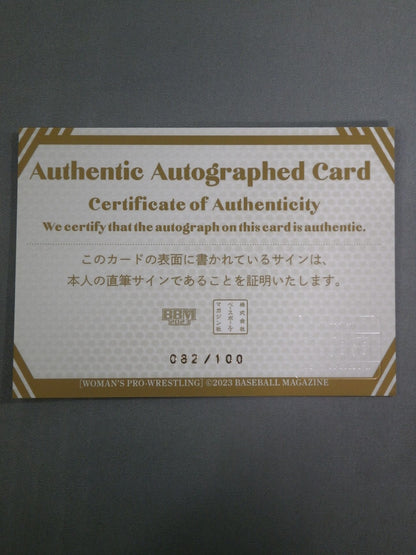 Authentic Autographed Card
Certificate of Authenticity
We certify that the autograph on this card is authentic.
このカードの表面に書かれているサインは、
本人の直筆サインであることを証明いたします。
BBM
2023
株式会社
ベースボール・
マガジン社
082/100
[WOMAN'S PRO-WRESTLING] ©2023 BASEBALL MAGAZINE